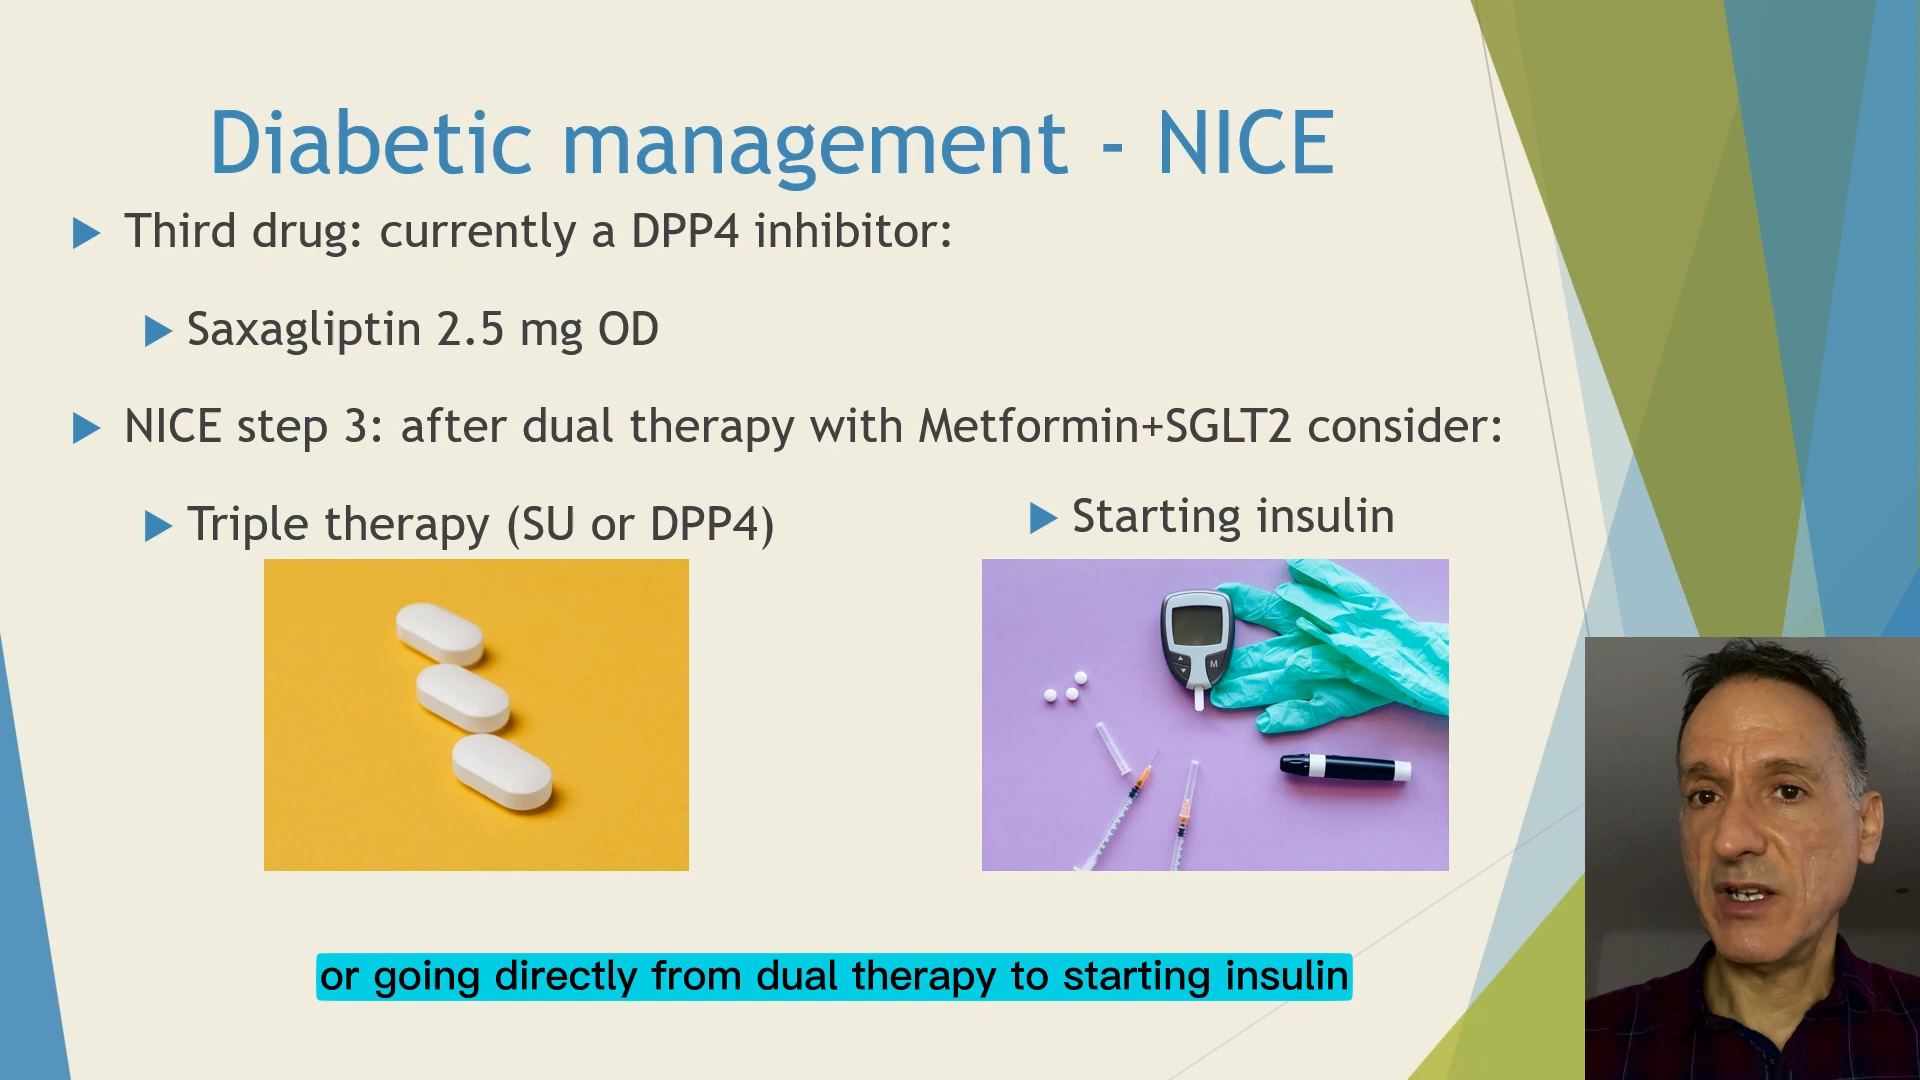 Diabetic management - NICE
Third drug: currently a DPP4 inhibitor:
Saxagliptin 2.5 mg OD
NICE step 3: after dual therapy with Metformin+SGLT2 consider:
Triple therapy (SU or DPP4)
Starting insulin
M
or going directly from dual therapy to starting insulin